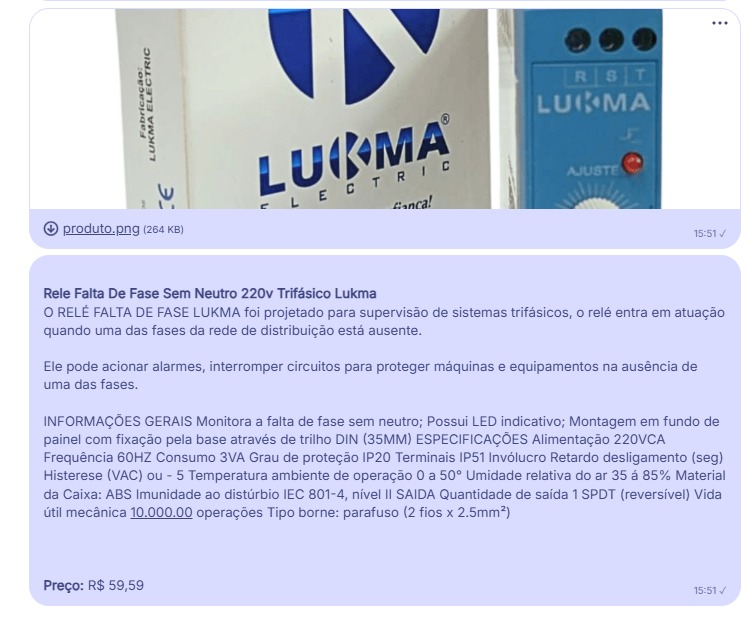 Fabricação:
LUKMA ELECTRIC
LUKMA®
ELECTRIC
R S T
LUKMA
AJUSTE
produto.png (264 KB)
15:51 ✓
Rele Falta De Fase Sem Neutro 220v Trifásico Lukma
O RELÉ FALTA DE FASE LUKMA foi projetado para supervisão de sistemas trifásicos, o relé entra em atuação
quando uma das fases da rede de distribuição está ausente.
Ele pode acionar alarmes, interromper circuitos para proteger máquinas e equipamentos na ausência de
uma das fases.
INFORMAÇÕES GERAIS Monitora a falta de fase sem neutro; Possui LED indicativo; Montagem em fundo de
painel com fixação pela base através de trilho DIN (35MM) ESPECIFICAÇÕES Alimentação 220VCA
Frequência 60HZ Consumo 3VA Grau de proteção IP20 Terminais IP51 Invólucro Retardo desligamento (seg)
Histerese (VAC) ou - 5 Temperatura ambiente de operação 0 a 50° Umidade relativa do ar 35 á 85% Material
da Caixa: ABS Imunidade ao distúrbio IEC 801-4, nível II SAIDA Quantidade de saída 1 SPDT (reversível) Vida
útil mecânica 10.000.00 operações Tipo borne: parafuso (2 fios x 2.5mm²)
Preço: R$ 59,59
15:51 ✓